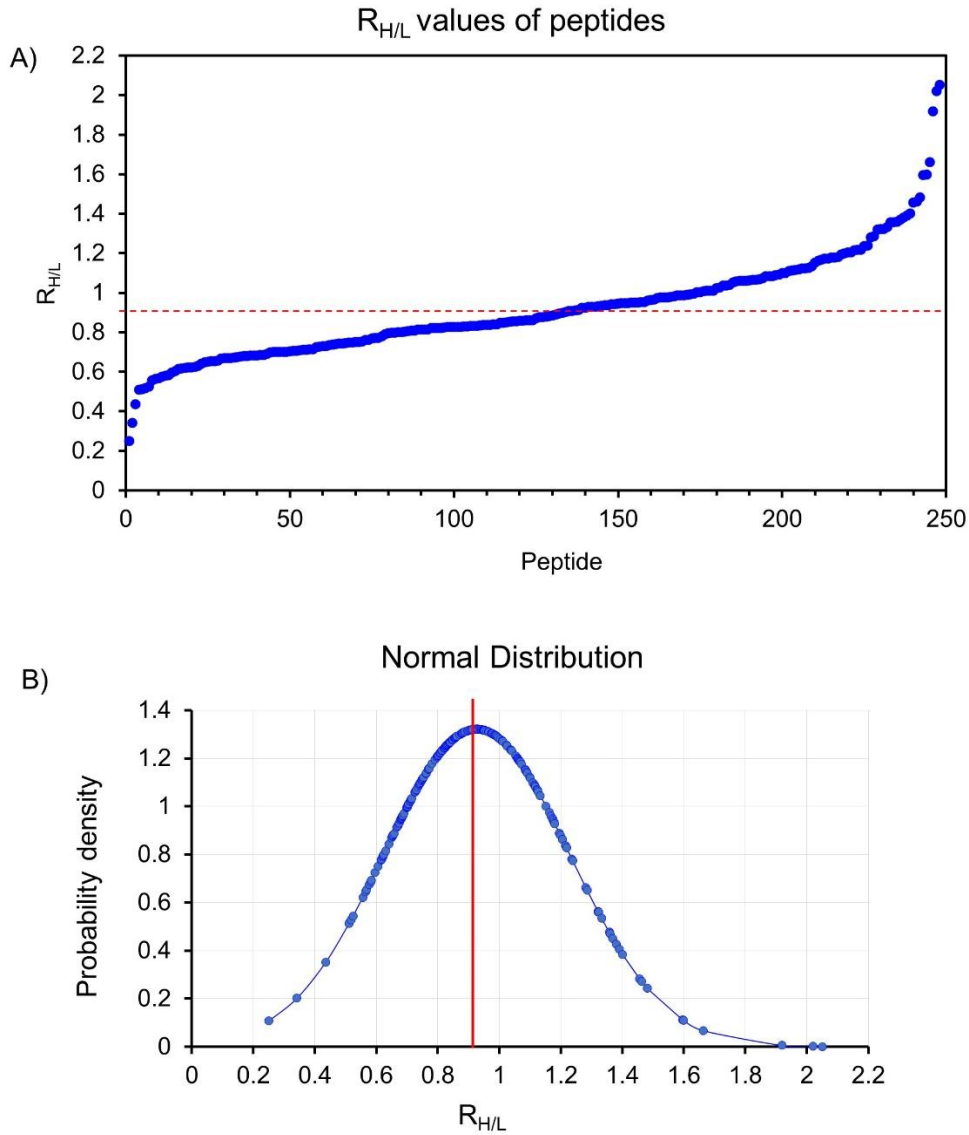 R_H/L values of peptides
A)
2.2
2
1.8
1.6
1.4
1.2
1
0.8
0.6
0.4
0.2
0
R_H/L
0 50 100 150 200 250
Peptide
Normal Distribution
B)
1.4
1.2
1
0.8
0.6
0.4
0.2
0
Probability density
0 0.2 0.4 0.6 0.8 1 1.2 1.4 1.6 1.8 2 2.2
R_H/L